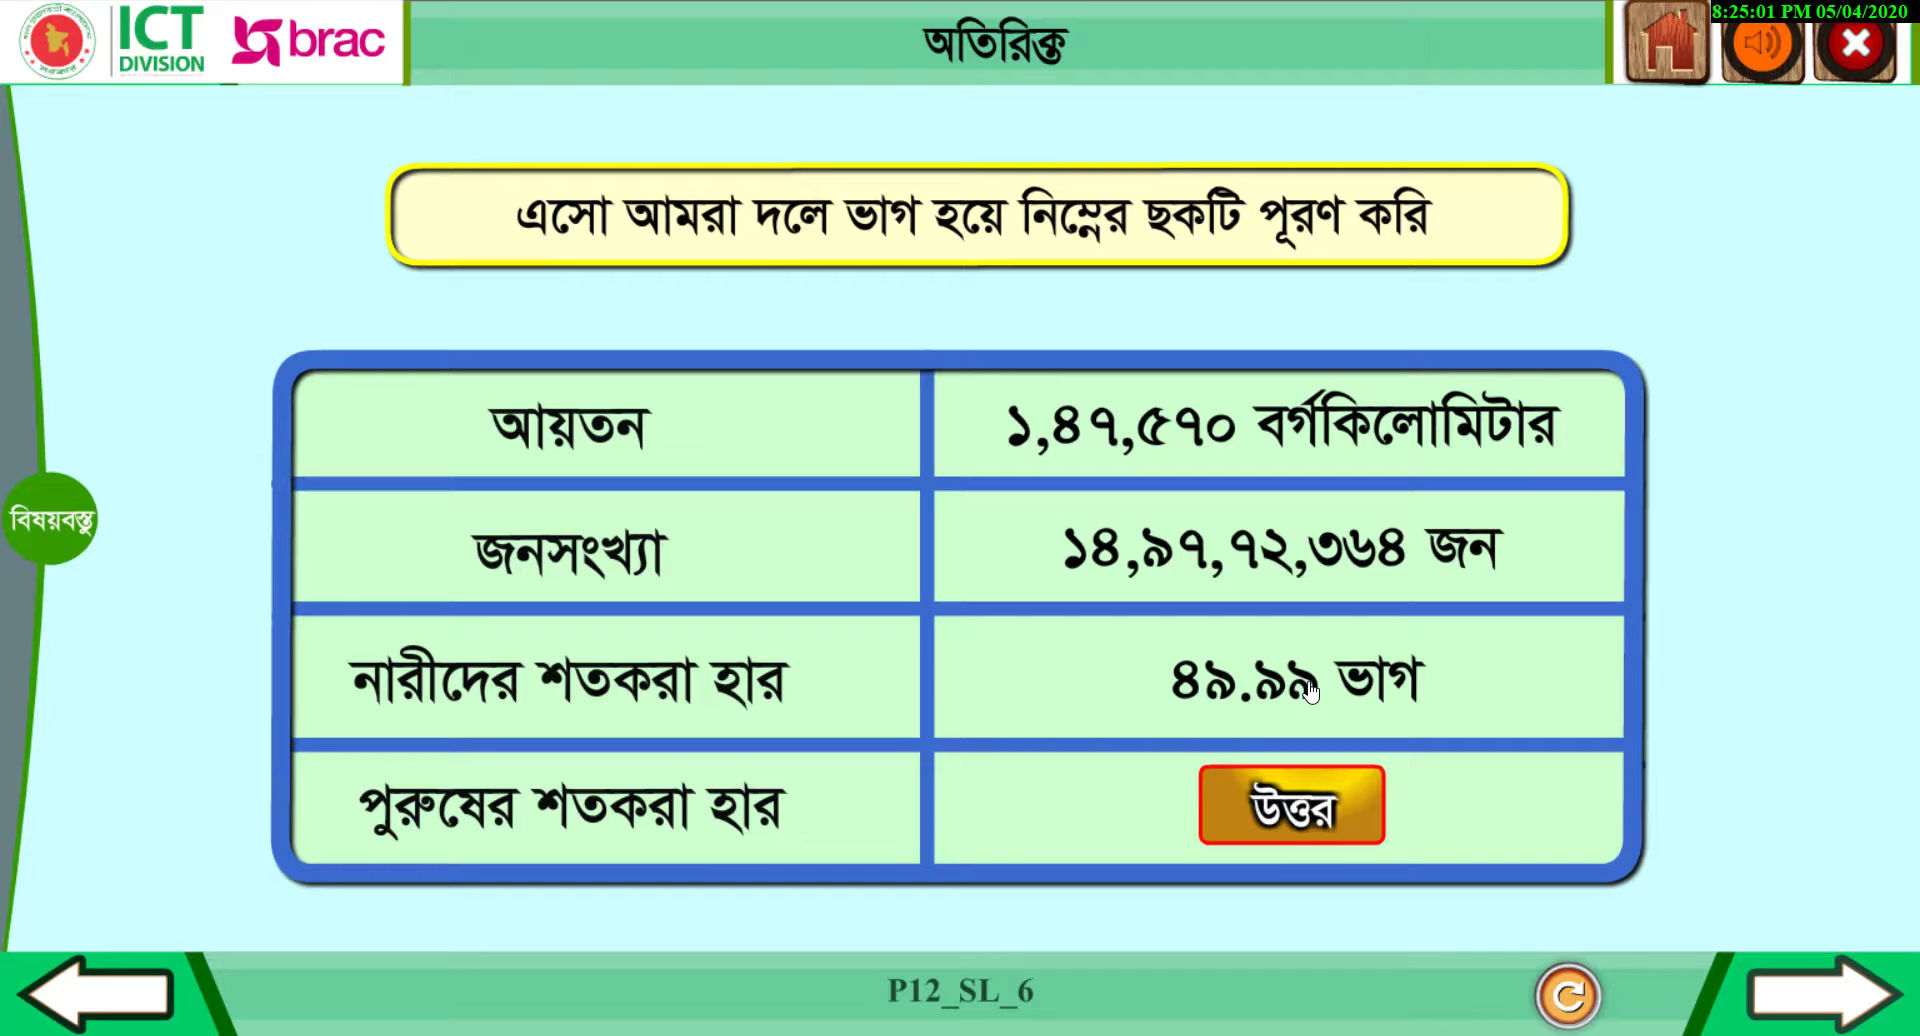 ICT
DIVISION
brac
অতিরিক্ত
8:25:01 PM 05/04/2020
এসো আমরা দলে ভাগ হয়ে নিম্নের ছকটি পূরণ করি
আয়তন
১,৪৭,৫৭০ বর্গকিলোমিটার
জনসংখ্যা
১৪,৯৭,৭২,৩৬৪ জন
নারীদের শতকরা হার
৪৯.৯৯ ভাগ
পুরুষের শতকরা হার
উত্তর
বিষয়বস্তু
P12_SL_6